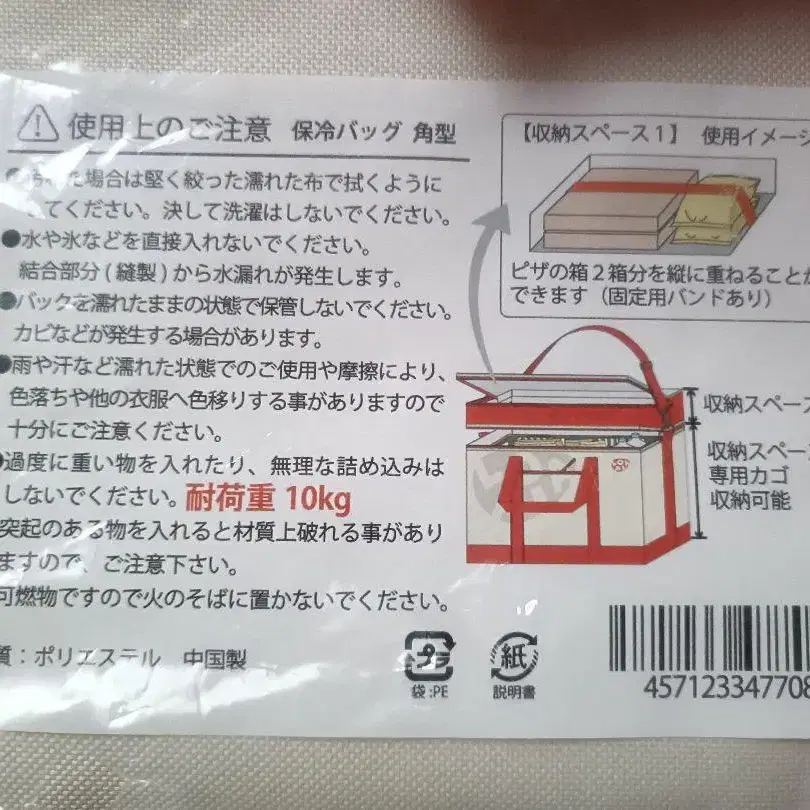 使用上のご注意 保冷バッグ 角型
れた場合は堅く絞った濡れた布で拭くように
してください。決して洗濯はしないでください。
●水や氷などを直接入れないでください。
結合部分(縫製)から水漏れが発生します。
●バックを濡れたままの状態で保管しないでください。
カビなどが発生する場合があります。
●雨や汗など濡れた状態でのご使用や摩擦により、
色落ちや他の衣服へ色移りする事がありますので
十分にご注意ください。
●過度に重い物を入れたり、無理な詰め込みは
しないでください。耐荷重 10kg
突起のある物を入れると材質上破れる事があり
ますので、ご注意下さい。
可燃物ですので火のそばに置かないでください。
質:ポリエステル 中国製
【収納スペース1】 使用イメージ
ピザの箱2箱分を縦に重ねることが
できます(固定用バンドあり)
収納スペース
収納スペース
専用カゴ
収納可能
プラ
袋:PE
紙
説明書
457123347708